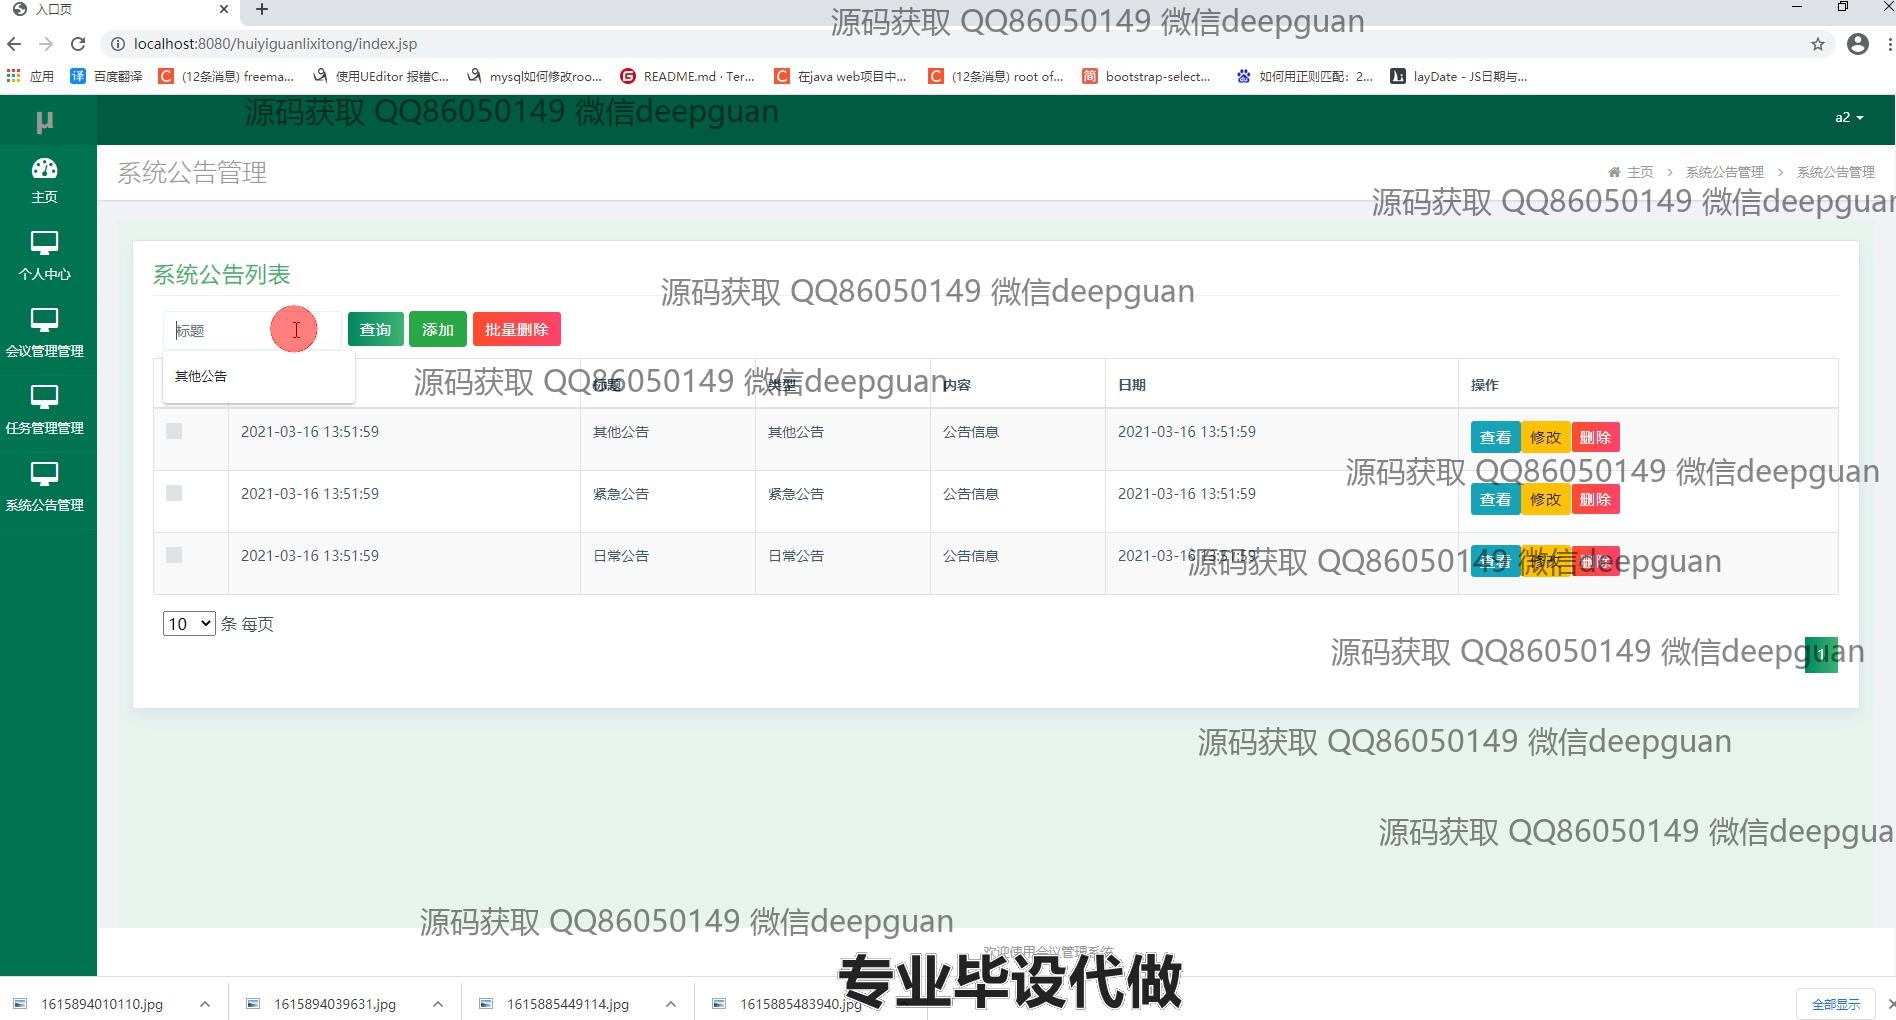 入口页
源码获取 QQ86050149 微信deepguan
localhost:8080/huiyiguanlixitong/index.jsp
应用 百度翻译 (12条消息) freema... 使用UEditor 报错C... mysql如何修改roo... README.md · Ter... 在java web项目中... (12条消息) root of... bootstrap-select... 如何用正则匹配：2... layDate - JS日期与...
源码获取 QQ86050149 微信deepguan
μ
a2
主页
个人中心
会议管理管理
任务管理管理
系统公告管理
系统公告管理
主页 > 系统公告管理 > 系统公告管理
源码获取 QQ86050149 微信deepguan
系统公告列表
源码获取 QQ86050149 微信deepguan
标题 查询 添加 批量删除
其他公告
源码获取 QQ86050149 微信deepguan
标题 类型 内容 日期 操作
2021-03-16 13:51:59 其他公告 其他公告 公告信息 2021-03-16 13:51:59 查看 修改 删除
源码获取 QQ86050149 微信deepguan
2021-03-16 13:51:59 紧急公告 紧急公告 公告信息 2021-03-16 13:51:59 查看 修改 删除
2021-03-16 13:51:59 日常公告 日常公告 公告信息 2021-03-16 13:51:59 查看 修改 删除
源码获取 QQ86050149 微信deepguan
10 条 每页
源码获取 QQ86050149 微信deepguan
1
源码获取 QQ86050149 微信deepguan
源码获取 QQ86050149 微信deepgua
源码获取 QQ86050149 微信deepguan
欢迎使用会议管理系统
专业毕设代做
1615894010110.jpg 1615894039631.jpg 1615885449114.jpg 1615885483940.jpg 全部显示